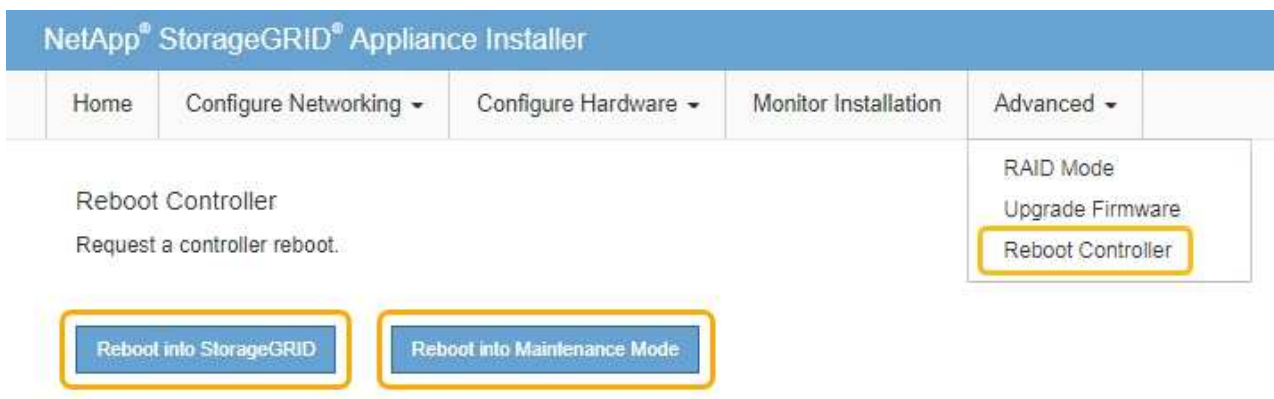 NetApp® StorageGRID® Appliance Installer
Home Configure Networking Configure Hardware Monitor Installation Advanced
RAID Mode
Upgrade Firmware
Reboot Controller
Reboot Controller
Request a controller reboot.
Reboot into StorageGRID Reboot into Maintenance Mode